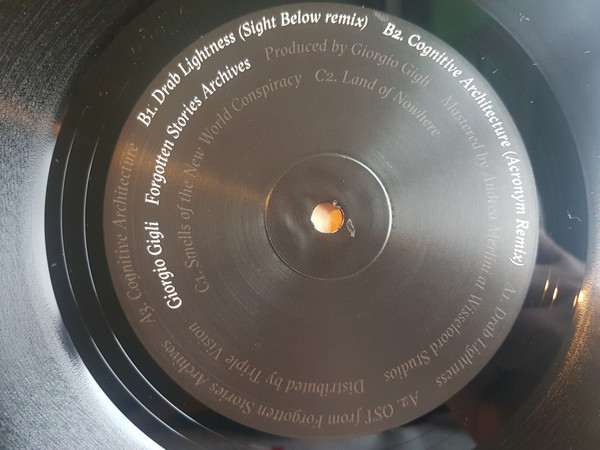 Giorgio Gigli   Forgotten Stories Archives
B1. Drab Lightness (Sight Below remix)   B2. Cognitive Architecture (Acronym Remix)
A1. Drab Lightness   A2. OST from Forgotten Stories Archives   A3. Cognitive Architecture
C1. Smells of the New World Conspiracy   C2. Land of Nowhere
Produced by Giorgio Gigli   Mastered by Andrea Merlini at Wisseloord Studios   Distributed by Triple Vision